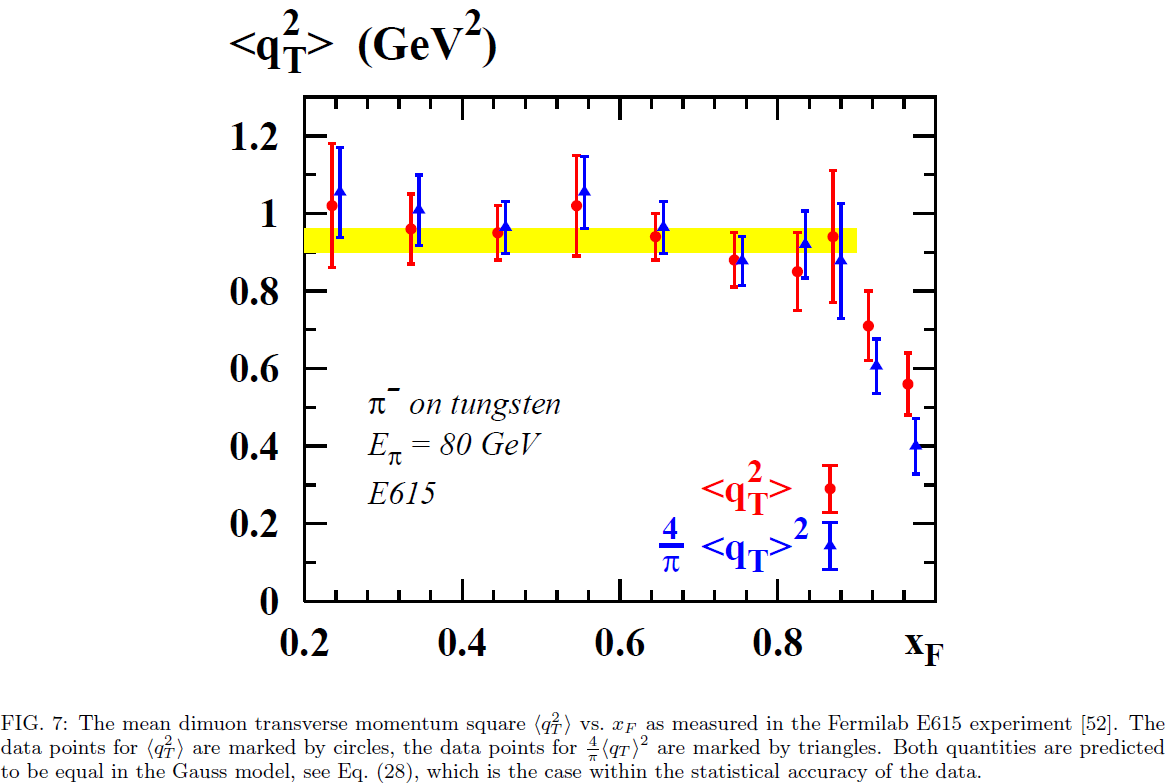 <q_T^2> (GeV^2)
1.2
1
0.8
0.6
0.4
0.2
0
π^- on tungsten
E_π = 80 GeV
E615
<q_T^2>
4/π <q_T>^2
0.2 0.4 0.6 0.8 x_F
FIG. 7: The mean dimuon transverse momentum square ⟨q_T^2⟩ vs. x_F as measured in the Fermilab E615 experiment [52]. The
data points for ⟨q_T^2⟩ are marked by circles, the data points for 4/π⟨q_T⟩^2 are marked by triangles. Both quantities are predicted
to be equal in the Gauss model, see Eq. (28), which is the case within the statistical accuracy of the data.